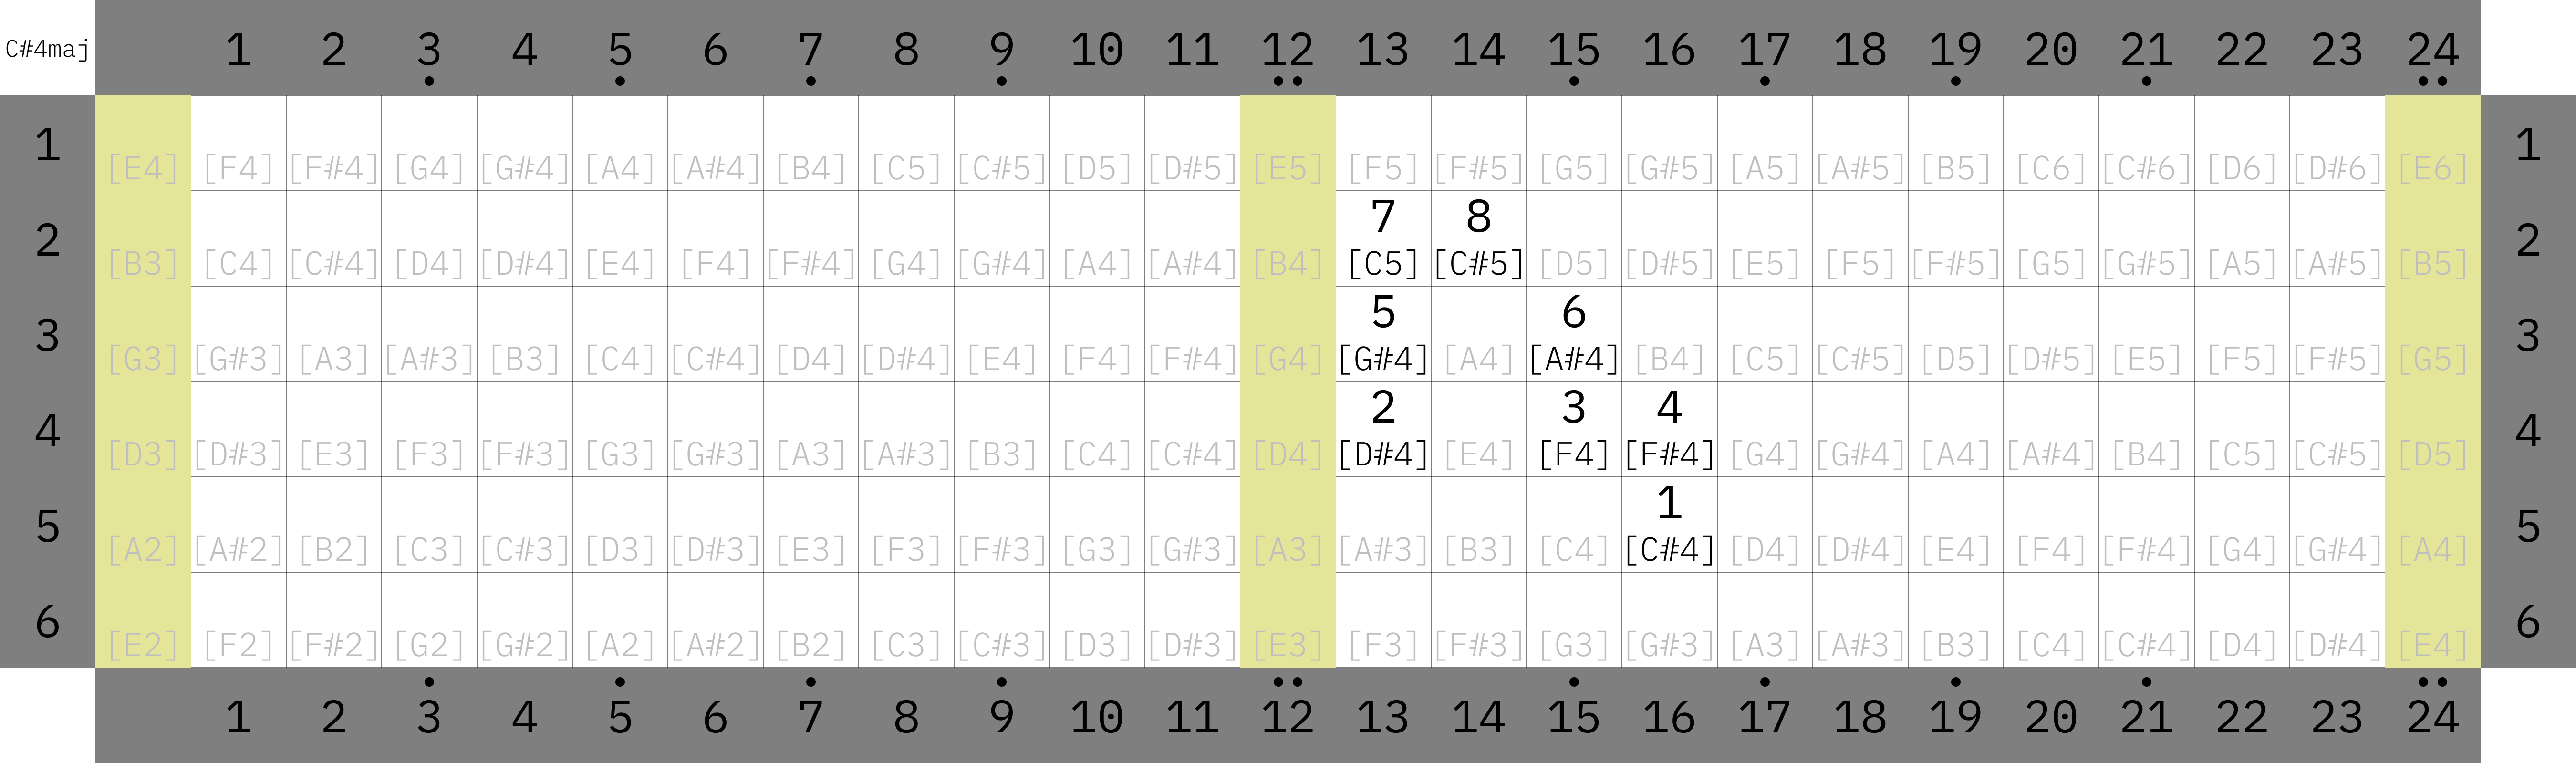 C#4maj 1 2 3 4 5 6 7 8 9 10 11 12 13 14 15 16 17 18 19 20 21 22 23 24
1 1
[E4] [F4] [F#4] [G4] [G#4] [A4] [A#4] [B4] [C5] [C#5] [D5] [D#5] [E5] [F5] [F#5] [G5] [G#5] [A5] [A#5] [B5] [C6] [C#6] [D6] [D#6] [E6]
2 7 8 2
[B3] [C4] [C#4] [D4] [D#4] [E4] [F4] [F#4] [G4] [G#4] [A4] [A#4] [B4] [C5] [C#5] [D5] [D#5] [E5] [F5] [F#5] [G5] [G#5] [A5] [A#5] [B5]
3 5 6 3
[G3] [G#3] [A3] [A#3] [B3] [C4] [C#4] [D4] [D#4] [E4] [F4] [F#4] [G4] [G#4] [A4] [A#4] [B4] [C5] [C#5] [D5] [D#5] [E5] [F5] [F#5] [G5]
4 2 3 4 4
[D3] [D#3] [E3] [F3] [F#3] [G3] [G#3] [A3] [A#3] [B3] [C4] [C#4] [D4] [D#4] [E4] [F4] [F#4] [G4] [G#4] [A4] [A#4] [B4] [C5] [C#5] [D5]
5 1 5
[A2] [A#2] [B2] [C3] [C#3] [D3] [D#3] [E3] [F3] [F#3] [G3] [G#3] [A3] [A#3] [B3] [C4] [C#4] [D4] [D#4] [E4] [F4] [F#4] [G4] [G#4] [A4]
6 6
[E2] [F2] [F#2] [G2] [G#2] [A2] [A#2] [B2] [C3] [C#3] [D3] [D#3] [E3] [F3] [F#3] [G3] [G#3] [A3] [A#3] [B3] [C4] [C#4] [D4] [D#4] [E4]
1 2 3 4 5 6 7 8 9 10 11 12 13 14 15 16 17 18 19 20 21 22 23 24